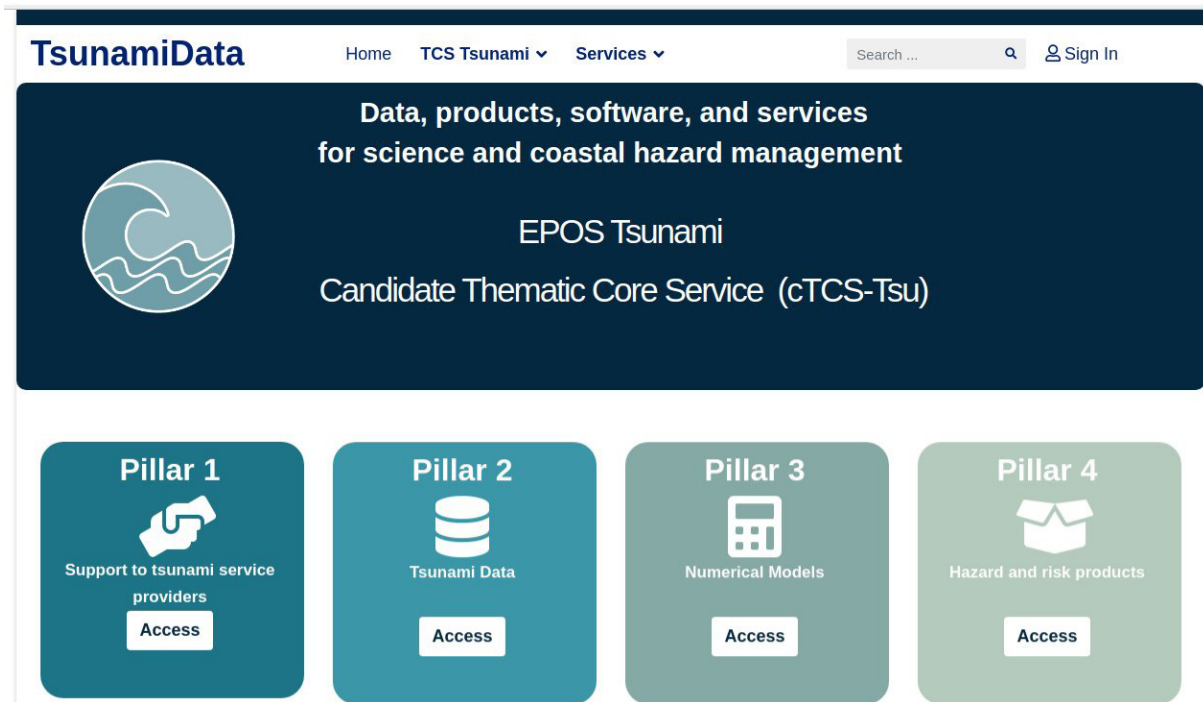 TsunamiData
Home TCS Tsunami Services Search ... Sign In
Data, products, software, and services
for science and coastal hazard management
EPOS Tsunami
Candidate Thematic Core Service (cTCS-Tsu)
Pillar 1
Support to tsunami service
providers
Access
Pillar 2
Tsunami Data
Access
Pillar 3
Numerical Models
Access
Pillar 4
Hazard and risk products
Access